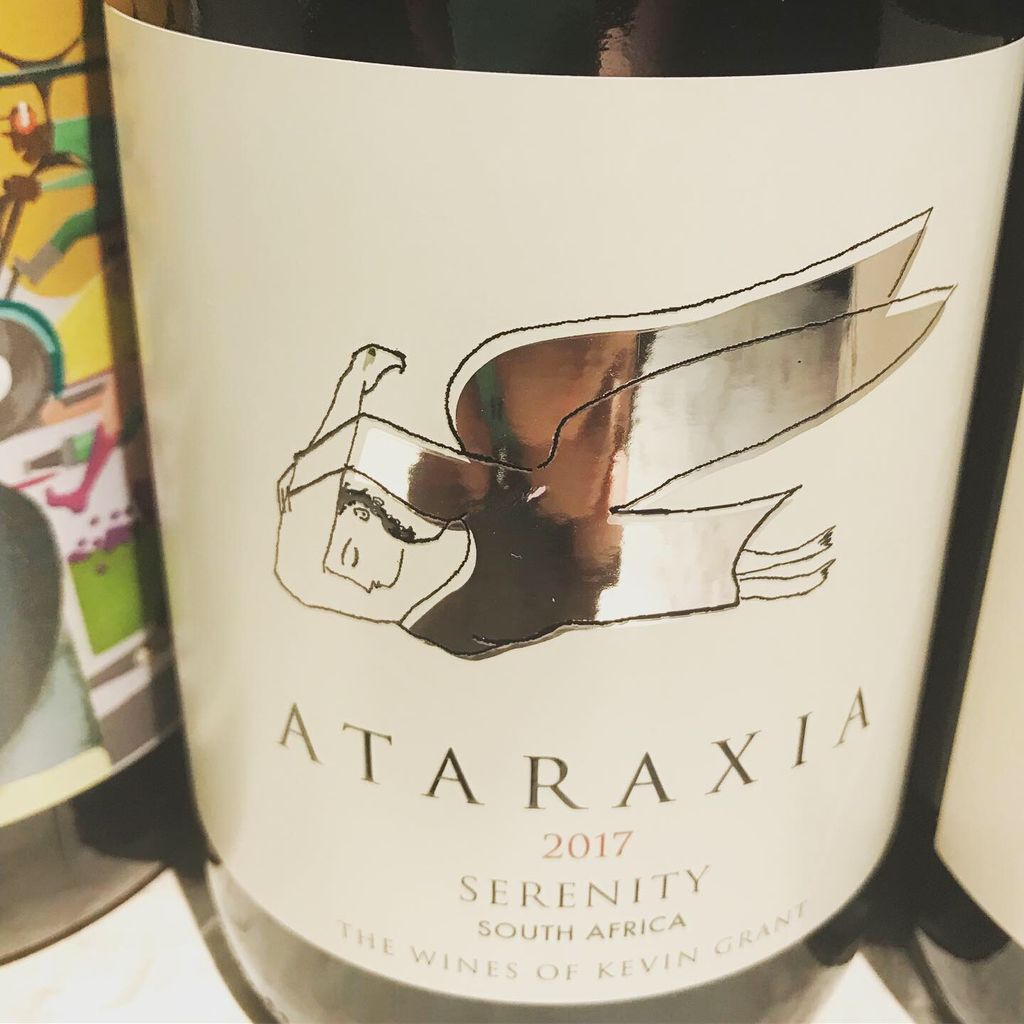 ATARAXIA
2017
SERENITY
SOUTH AFRICA
THE WINES OF KEVIN GRANT